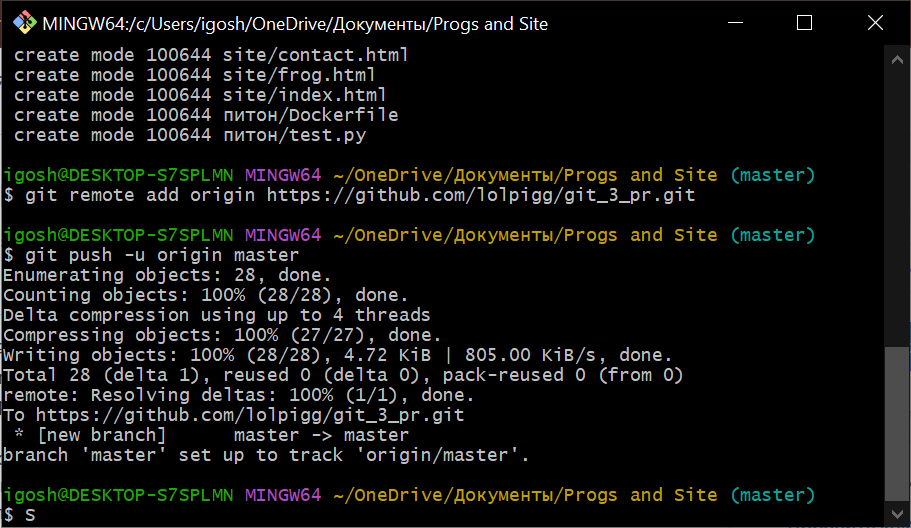 MINGW64:/c/Users/igosh/OneDrive/Документы/Progs and Site
create mode 100644 site/contact.html
create mode 100644 site/frog.html
create mode 100644 site/index.html
create mode 100644 питон/Dockerfile
create mode 100644 питон/test.py
igosh@DESKTOP-S7SPLMN MINGW64 ~/OneDrive/Документы/Progs and Site (master)
$ git remote add origin https://github.com/lolpigg/git_3_pr.git
igosh@DESKTOP-S7SPLMN MINGW64 ~/OneDrive/Документы/Progs and Site (master)
$ git push -u origin master
Enumerating objects: 28, done.
Counting objects: 100% (28/28), done.
Delta compression using up to 4 threads
Compressing objects: 100% (27/27), done.
Writing objects: 100% (28/28), 4.72 KiB | 805.00 KiB/s, done.
Total 28 (delta 1), reused 0 (delta 0), pack-reused 0 (from 0)
remote: Resolving deltas: 100% (1/1), done.
To https://github.com/lolpigg/git_3_pr.git
 * [new branch]      master -> master
branch 'master' set up to track 'origin/master'.
igosh@DESKTOP-S7SPLMN MINGW64 ~/OneDrive/Документы/Progs and Site (master)
$ S